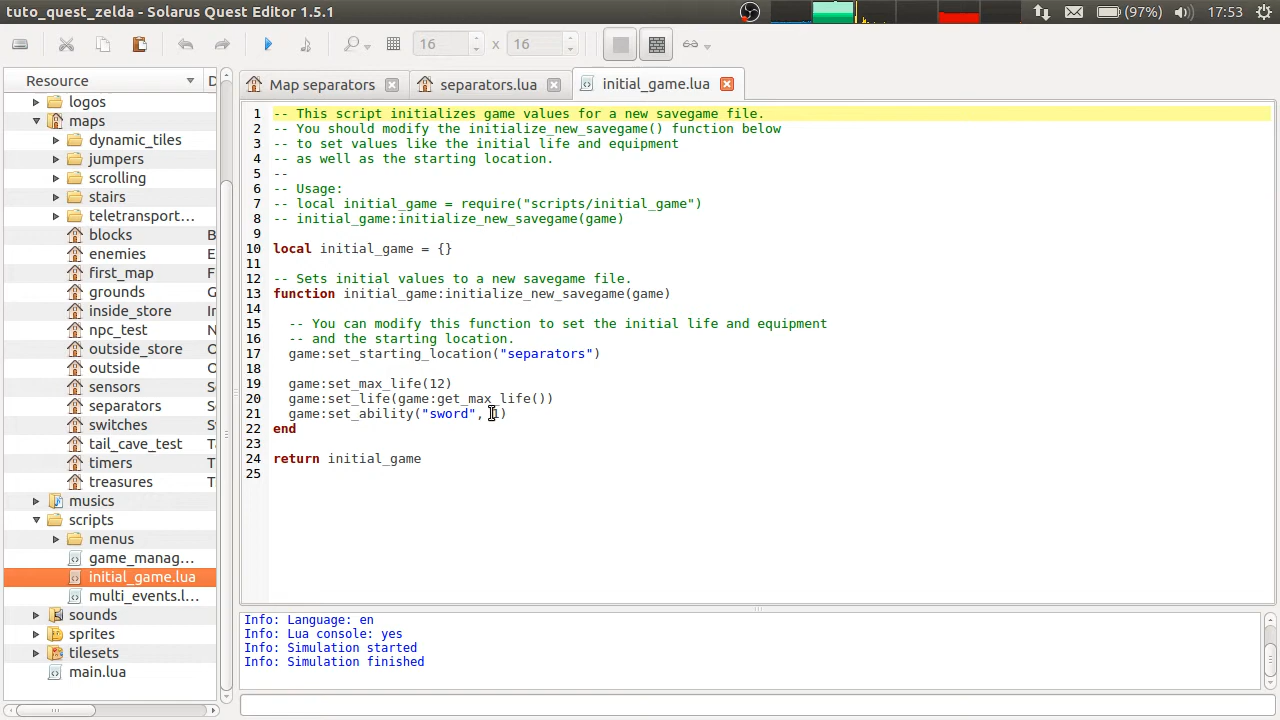 tuto_quest_zelda - Solarus Quest Editor 1.5.1
(97%)
17:53
16 x 16
Resource
D
Map separators
separators.lua
initial_game.lua
logos
maps
dynamic_tiles
jumpers
scrolling
stairs
teletransport...
blocks B
enemies E
first_map F
grounds G
inside_store Ir
npc_test N
outside_store O
outside O
sensors Se
separators Se
switches Sv
tail_cave_test Ta
timers T
treasures T
musics
scripts
menus
game_manag...
initial_game.lua
multi_events.l...
sounds
sprites
tilesets
main.lua
1 -- This script initializes game values for a new savegame file.
2 -- You should modify the initialize_new_savegame() function below
3 -- to set values like the initial life and equipment
4 -- as well as the starting location.
5 --
6 -- Usage:
7 -- local initial_game = require("scripts/initial_game")
8 -- initial_game:initialize_new_savegame(game)
9
10 local initial_game = {}
11
12 -- Sets initial values to a new savegame file.
13 function initial_game:initialize_new_savegame(game)
14
15 -- You can modify this function to set the initial life and equipment
16 -- and the starting location.
17 game:set_starting_location("separators")
18
19 game:set_max_life(12)
20 game:set_life(game:get_max_life())
21 game:set_ability("sword", 1)
22 end
23
24 return initial_game
25
Info: Language: en
Info: Lua console: yes
Info: Simulation started
Info: Simulation finished